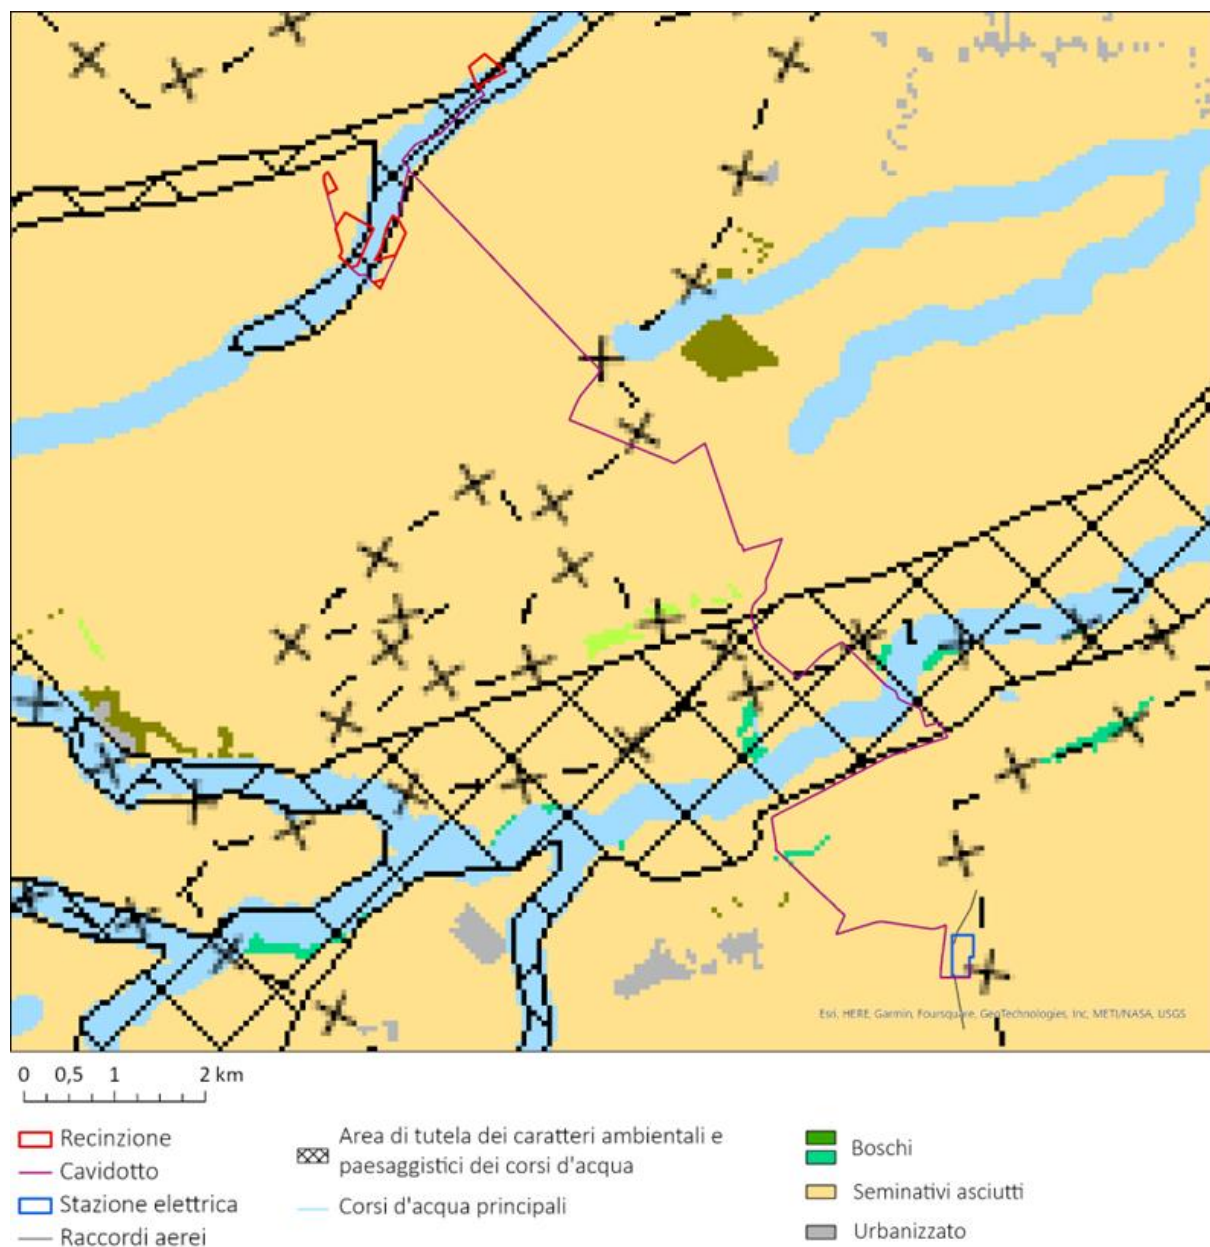 Esri, HERE, Garmin, Foursquare, GeoTechnologies, Inc, METI/NASA, USGS
0 0,5 1 2 km
Recinzione
Cavidotto
Stazione elettrica
Raccordi aerei
Area di tutela dei caratteri ambientali e
paesaggistici dei corsi d'acqua
Corsi d'acqua principali
Boschi
Seminativi asciutti
Urbanizzato